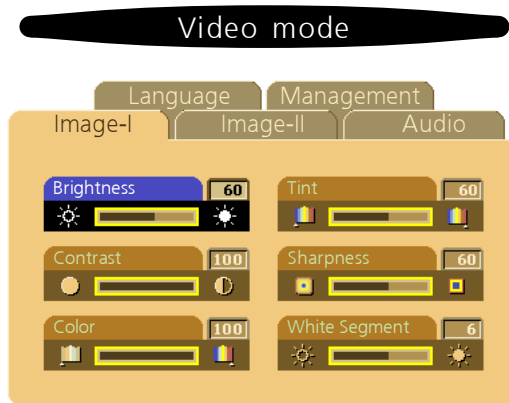 Video mode
Language Management
Image-I Image-II Audio
Brightness 60 Tint 60
Contrast 100 Sharpness 60
Color 100 White Segment 6